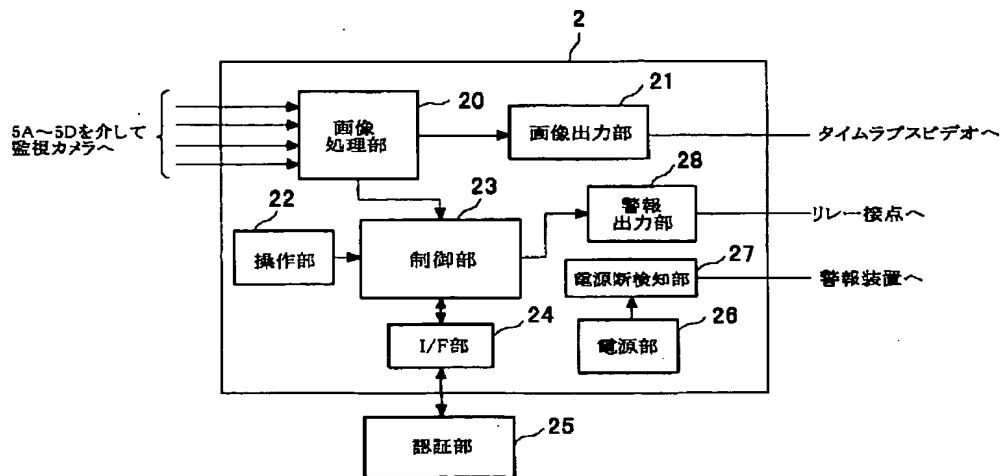 2
5A～5Dを介して
監視カメラへ
20
画像
処理部
21
画像出力部
タイムラプスビデオへ
22
操作部
23
制御部
28
警報
出力部
リレー接点へ
27
電源断検知部
警報装置へ
24
I/F部
26
電源部
25
認証部